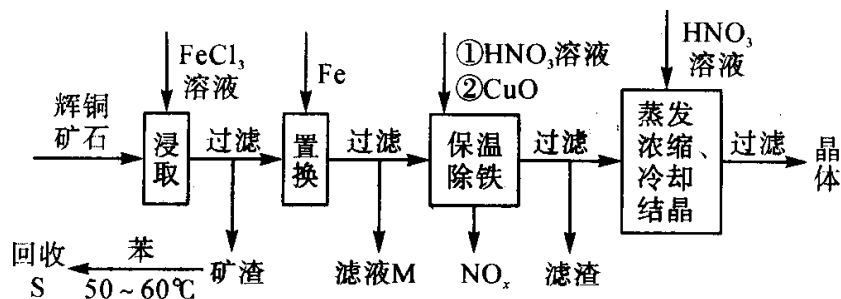 FeCl₃
溶液
Fe
①HNO₃溶液
②CuO
HNO₃
溶液
辉铜
矿石
浸取
过滤
置换
过滤
保温
除铁
过滤
蒸发
浓缩、
冷却
结晶
过滤
晶体
回收
S
苯
50~60℃
矿渣
滤液M
NOₓ
滤渣